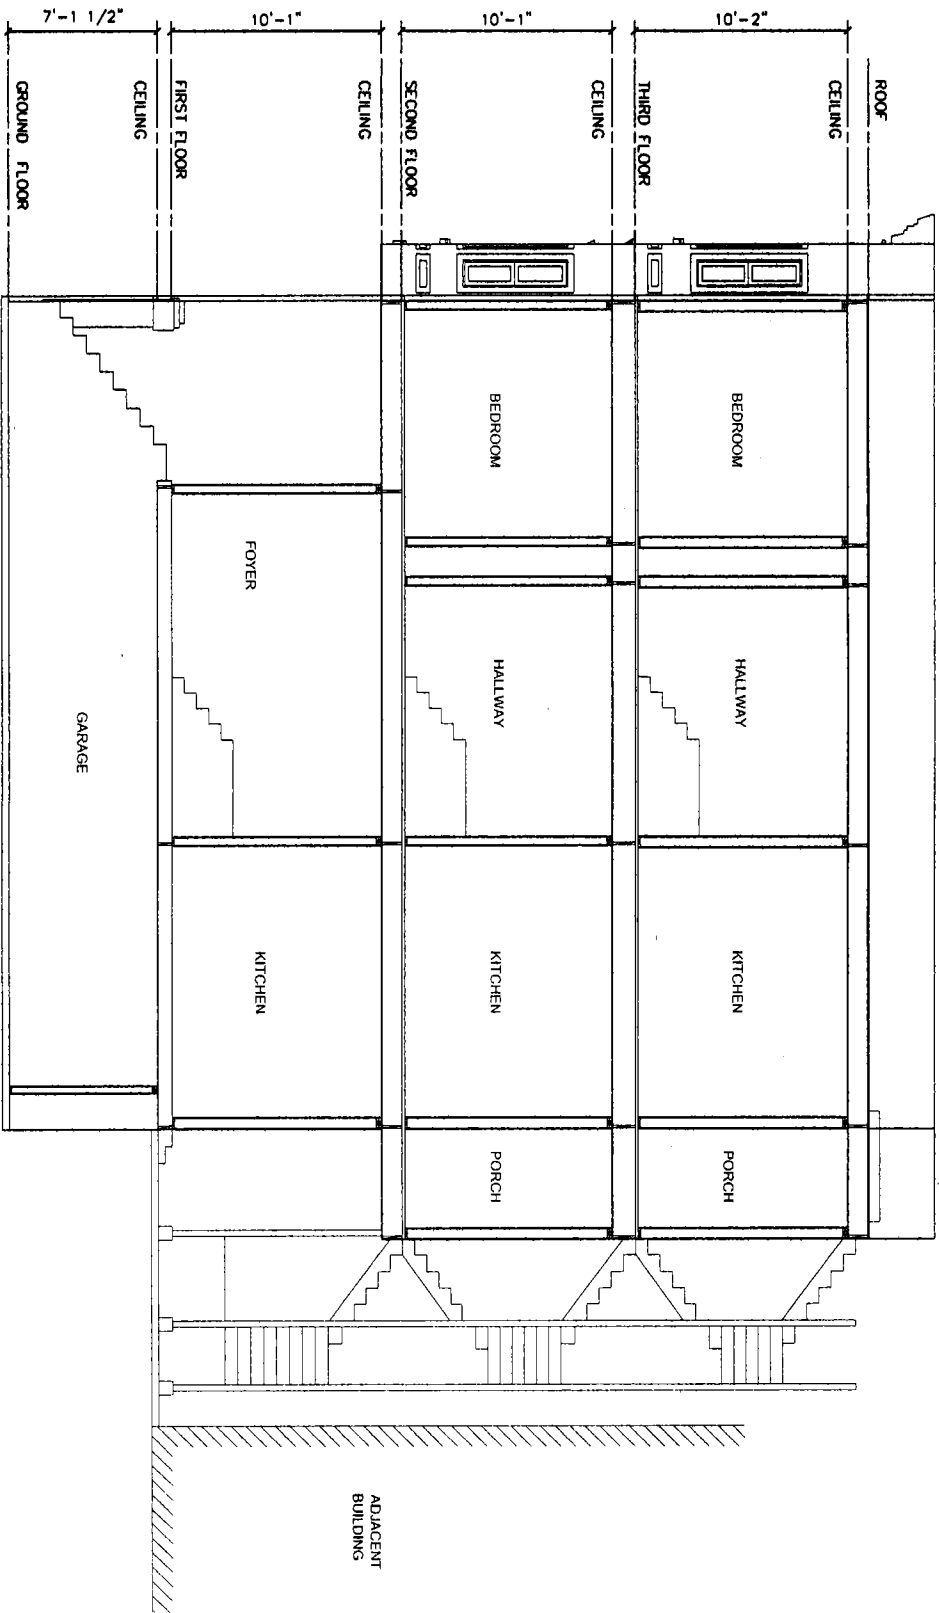 7'-1 1/2"
10'-1"
10'-1"
10'-2"
GROUND FLOOR
CEILING
FIRST FLOOR
CEILING
SECOND FLOOR
CEILING
THIRD FLOOR
CEILING
ROOF
BEDROOM
BEDROOM
FOYER
HALLWAY
HALLWAY
GARAGE
KITCHEN
KITCHEN
KITCHEN
PORCH
PORCH
ADJACENT
BUILDING